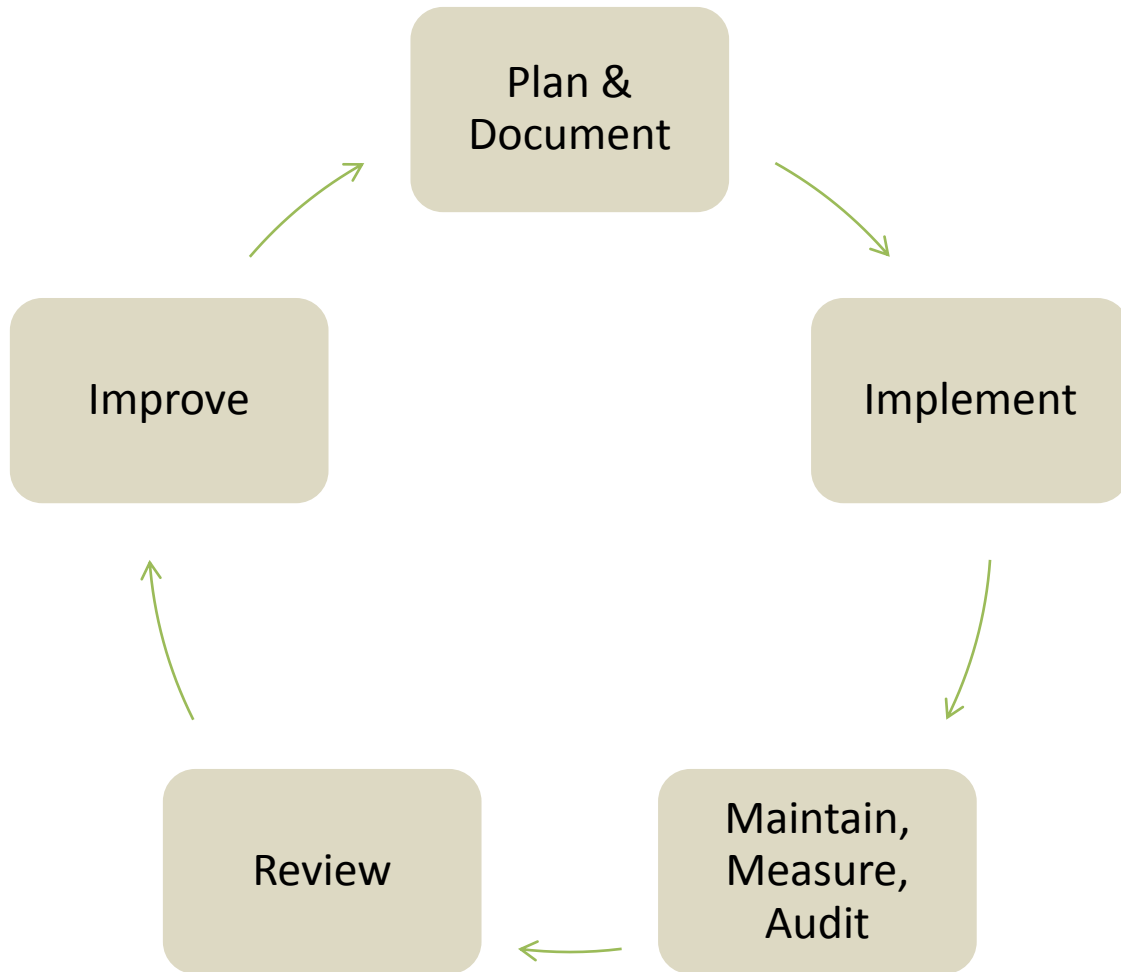 Plan &
Document
Implement
Maintain,
Measure,
Audit
Review
Improve